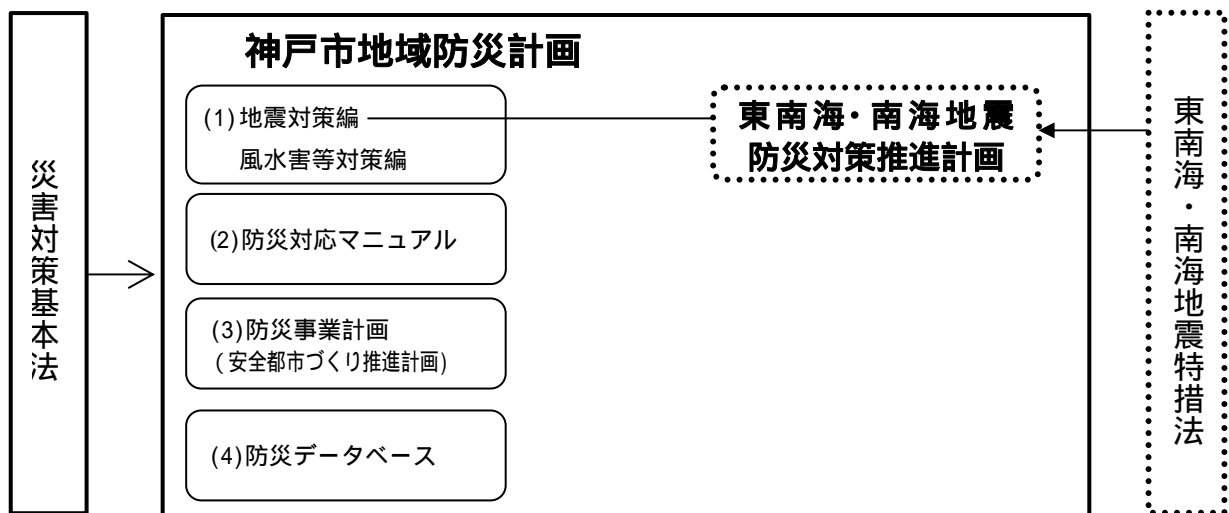 災害対策基本法
神戸市地域防災計画
(1)地震対策編
風水害等対策編
(2)防災対応マニュアル
(3)防災事業計画
(安全都市づくり推進計画)
(4)防災データベース
東南海・南海地震
防災対策推進計画
東南海・南海地震特措法